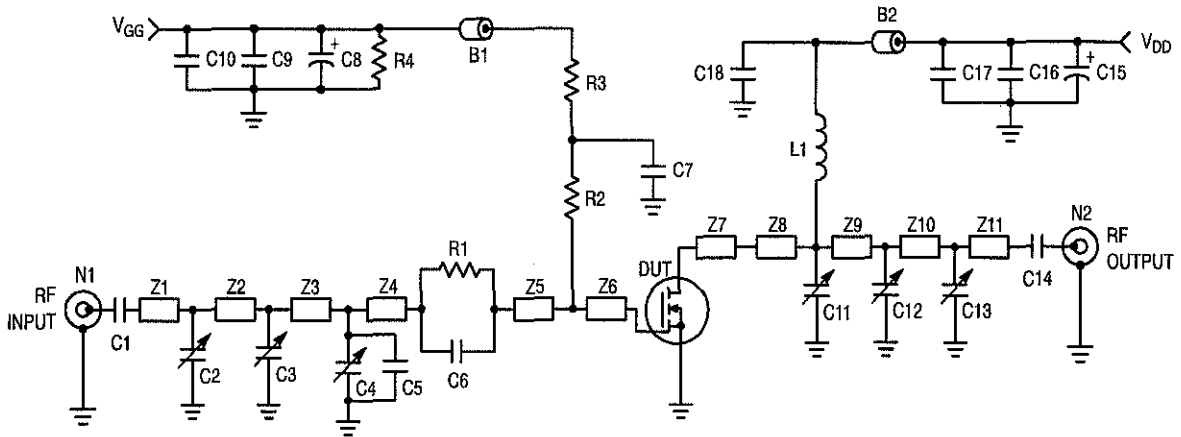 V_GG
C10
C9
+
C8
R4
B1
R3
C7
R2
B2
C18
C17
C16
+
C15
V_DD
L1
N1
RF
INPUT
C1
Z1
Z2
Z3
Z4
R1
C2
C3
C4
C5
C6
Z5
Z6
DUT
Z7
Z8
Z9
Z10
Z11
C11
C12
C13
C14
N2
RF
OUTPUT